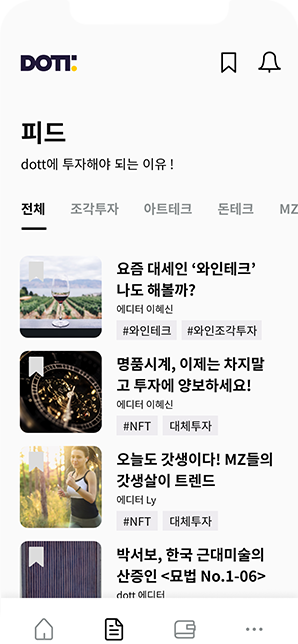 DOTT
피드
dott에 투자해야 되는 이유 !
전체 조각투자 아트테크 돈테크 MZ
요즘 대세인 ‘와인테크’
나도 해볼까?
에디터 이혜신
#와인테크 #와인조각투자
명품시계, 이제는 차지말
고 투자에 양보하세요!
에디터 이혜신
#NFT 대체투자
오늘도 갓생이다! MZ들의
갓생살이 트렌드
에디터 Ly
#NFT 대체투자
박서보, 한국 근대미술의
산증인 <묘법 No.1-06>
dott 에디터